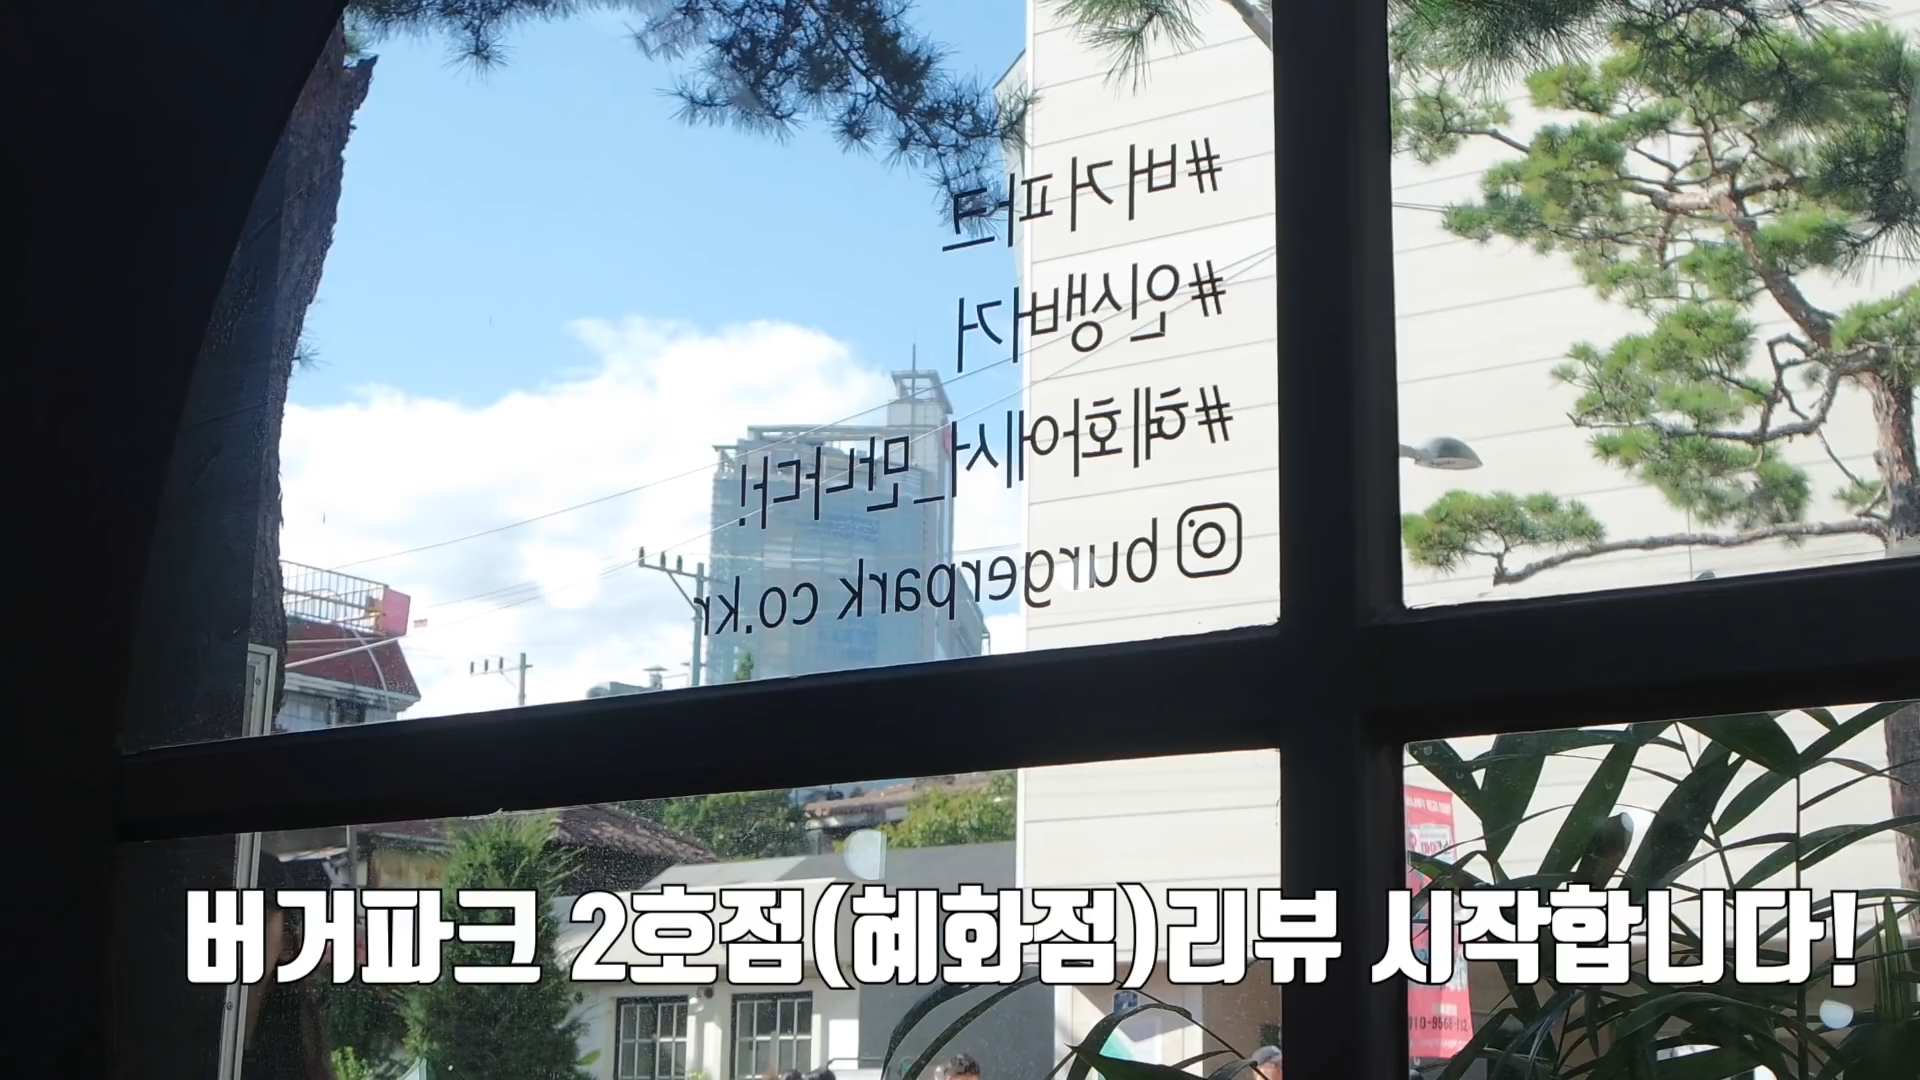 #버거파크
#인생버거
#혜화에서_만나다!
burgerpark co.kr
버거파크 2호점(혜화점)리뷰 시작합니다!